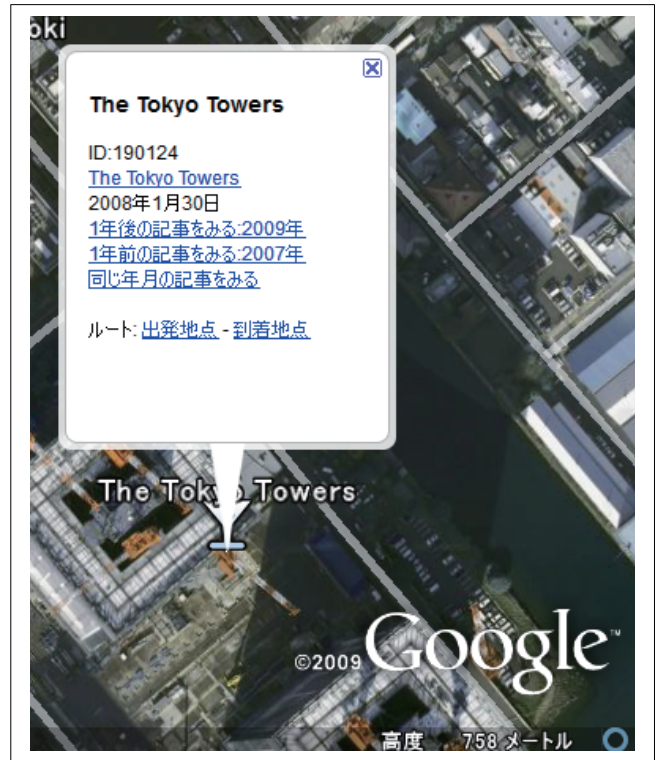 oki
The Tokyo Towers
ID:190124
The Tokyo Towers
2008年1月30日
1年後の記事をみる:2009年
1年前の記事をみる:2007年
同じ年月の記事をみる
ルート: 出発地点 - 到着地点
The Tokyo Towers
©2009 Google™
高度 758 メートル